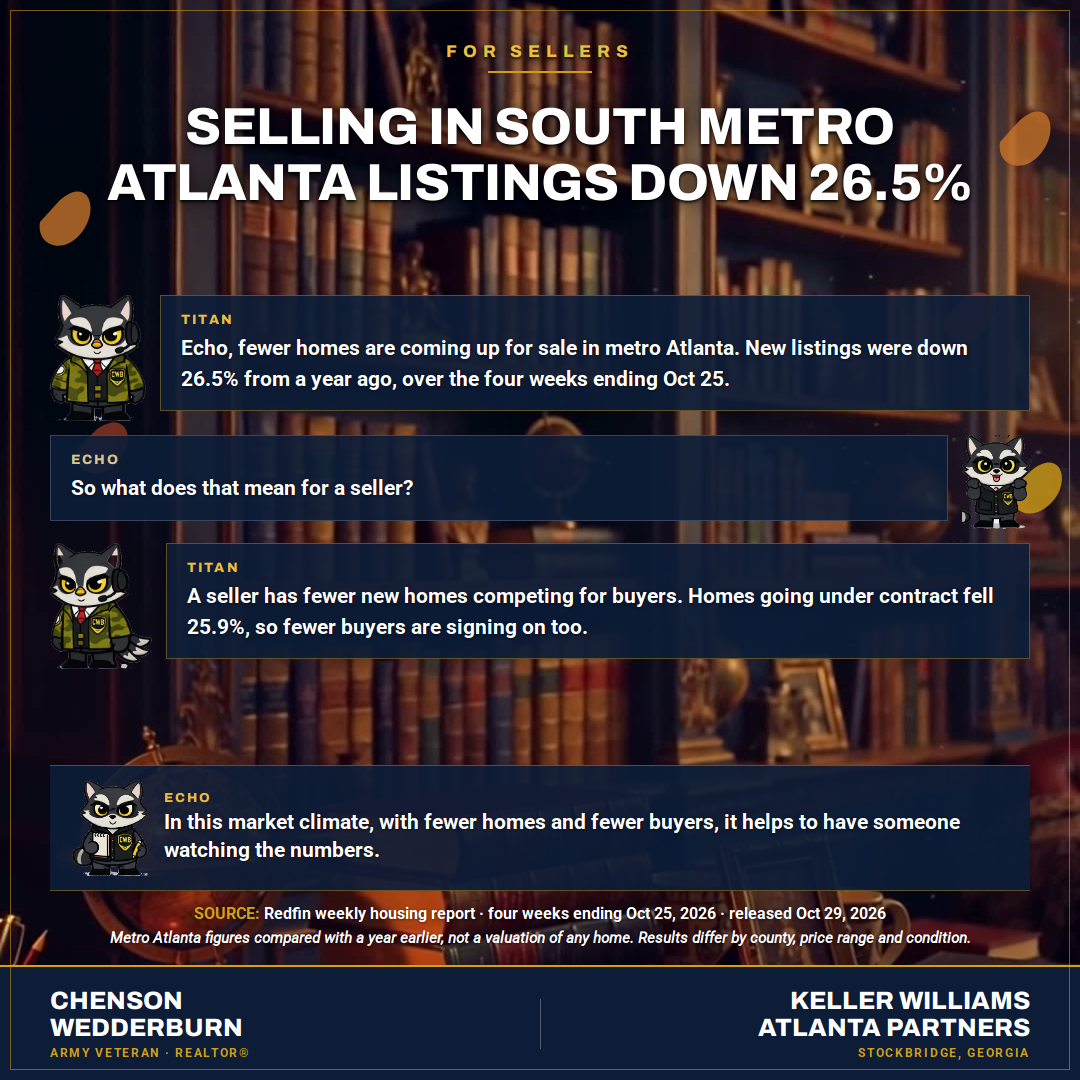 FOR SELLERS
SELLING IN SOUTH METRO
ATLANTA LISTINGS DOWN 26.5%
TITAN
Echo, fewer homes are coming up for sale in metro Atlanta. New listings were down
26.5% from a year ago, over the four weeks ending Oct 25.
CWB
ECHO
So what does that mean for a seller?
CWB
TITAN
A seller has fewer new homes competing for buyers. Homes going under contract fell
25.9%, so fewer buyers are signing on too.
CWB
ECHO
In this market climate, with fewer homes and fewer buyers, it helps to have someone
watching the numbers.
CWB
SOURCE: Redfin weekly housing report · four weeks ending Oct 25, 2026 · released Oct 29, 2026
Metro Atlanta figures compared with a year earlier, not a valuation of any home. Results differ by county, price range and condition.
CHENSON
WEDDERBURN
ARMY VETERAN · REALTOR®
KELLER WILLIAMS
ATLANTA PARTNERS
STOCKBRIDGE, GEORGIA